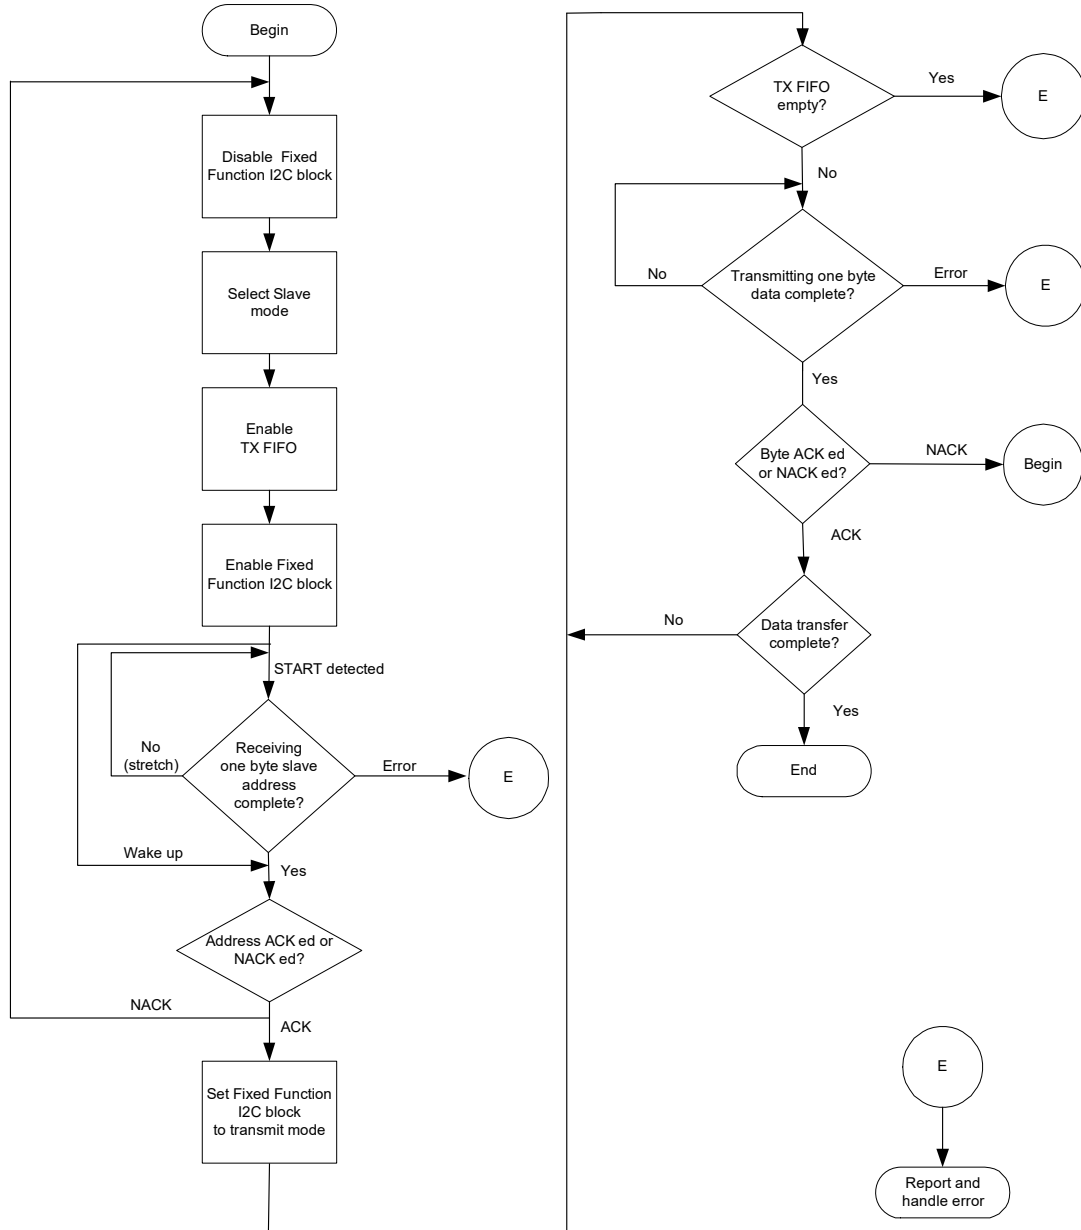 Begin
Disable Fixed
Function I2C block
Select Slave
mode
Enable
TX FIFO
Enable Fixed
Function I2C block
START detected
No
(stretch)
Receiving
one byte slave
address
complete?
Error
E
Wake up
Yes
Address ACK ed or
NACK ed?
NACK
ACK
Set Fixed Function
I2C block
to transmit mode
TX FIFO
empty?
Yes
E
No
Transmitting one byte
data complete?
No
Error
E
Yes
Byte ACK ed
or NACK ed?
NACK
Begin
ACK
Data transfer
complete?
No
Yes
End
E
Report and
handle error